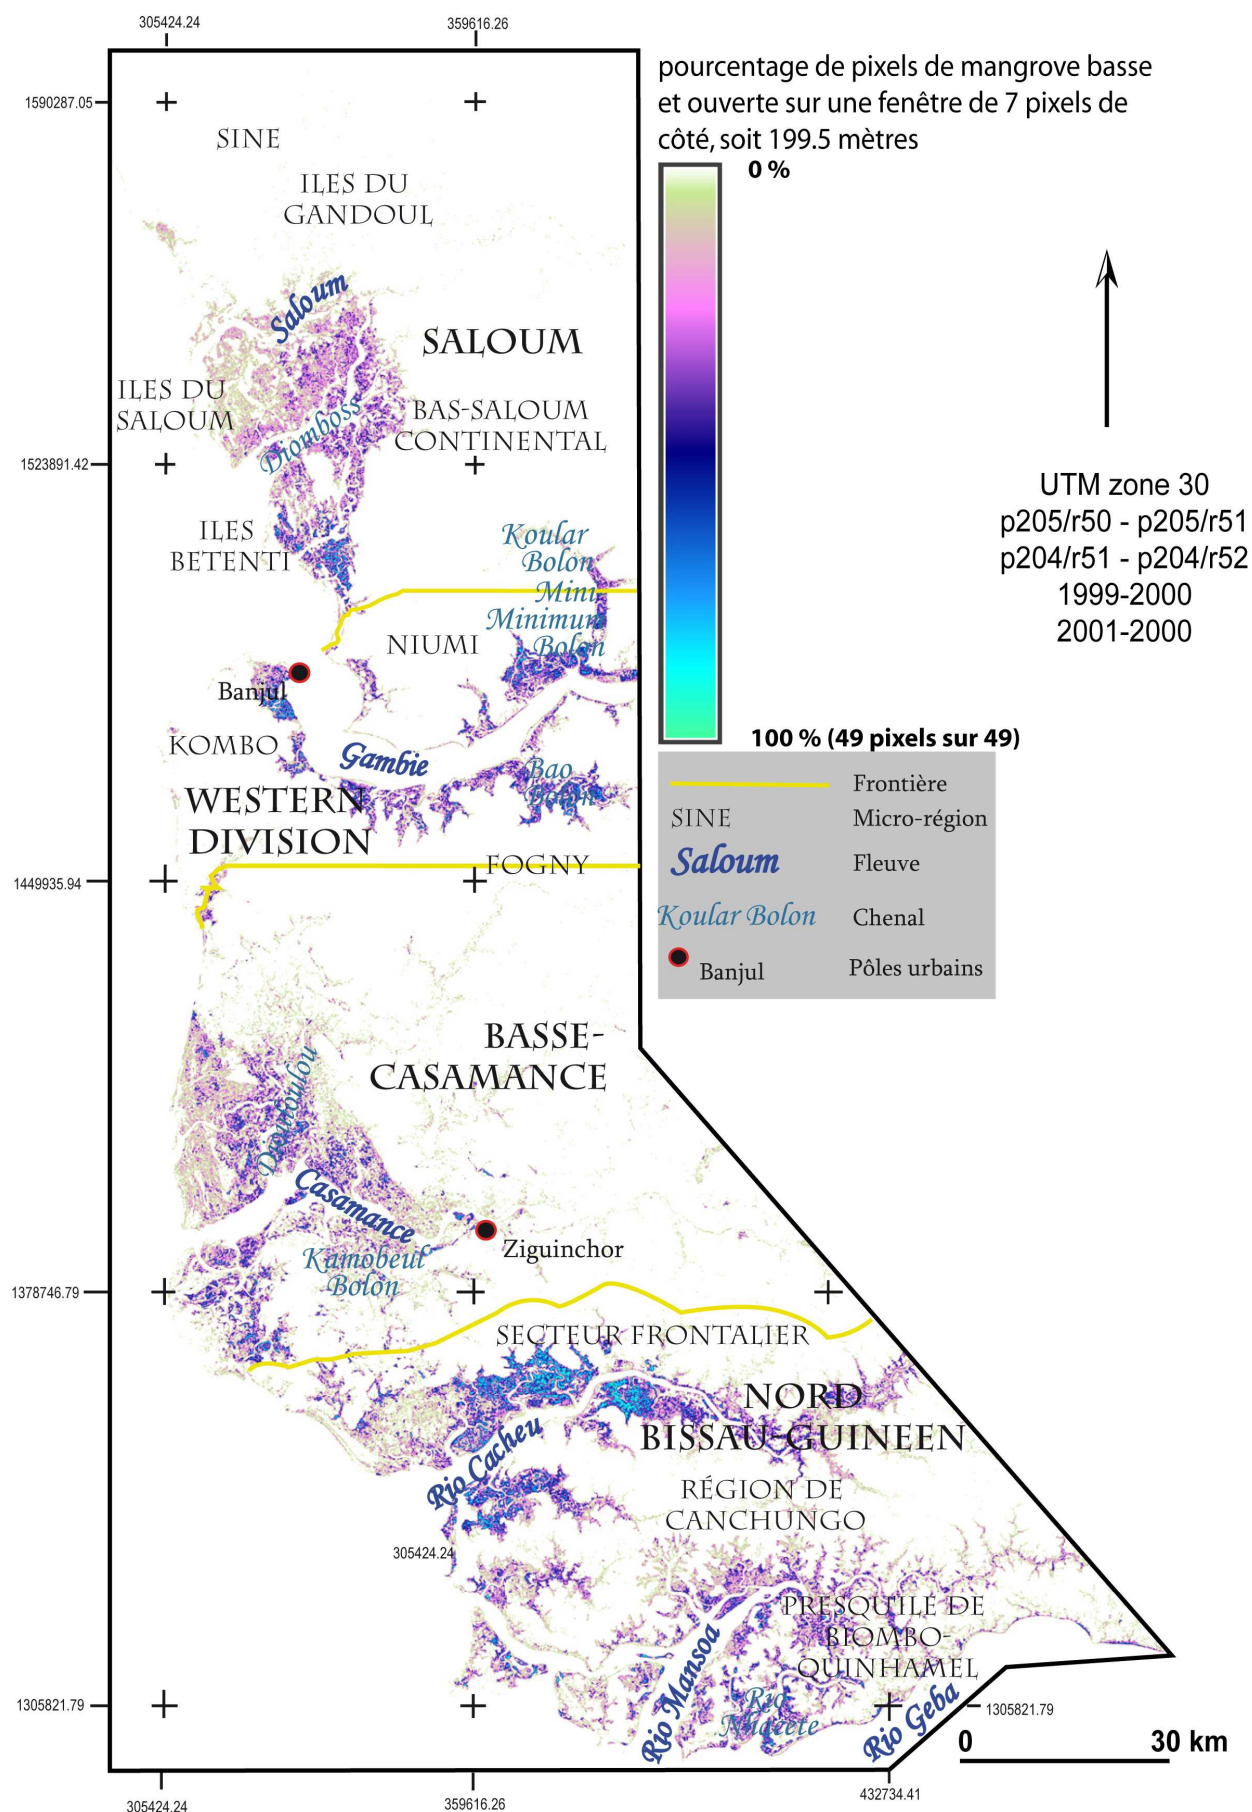 305424.24
359616.26
pourcentage de pixels de mangrove basse
et ouverte sur une fenêtre de 7 pixels de
côté, soit 199.5 mètres
0 %
1590287.05
SINE
ILES DU
GANDOUL
Saloum
SALOUM
ILES DU
SALOUM
BAS-SALOUM
CONTINENTAL
Diomboss
1523891.42
UTM zone 30
p205/r50 - p205/r51
p204/r51 - p204/r52
1999-2000
2001-2000
ILES
BETENTI
Koular
Bolon
Mini
Minimum
Bolon
NIUMI
Banjul
KOMBO
Gambie
Bao
Bolon
100 % (49 pixels sur 49)
WESTERN
DIVISION
Frontière
SINE
Micro-région
Saloum
Fleuve
Koular Bolon
Chenal
Banjul
Pôles urbains
FOGNY
1449935.94
BASSE-
CASAMANCE
Diouloulou
Casamance
Ziguinchor
Kamobeul
Bolon
1378746.79
SECTEUR FRONTALIER
NORD
BISSAU-GUINEEN
Rio Cacheu
RÉGION DE
CANCHUNGO
305424.24
PRESQU'ILE DE
BIOMBO-
QUINHAMEL
Rio Mansoa
Rio
Nhacete
Rio Geba
1305821.79
1305821.79
0
30 km
305424.24
359616.26
432734.41